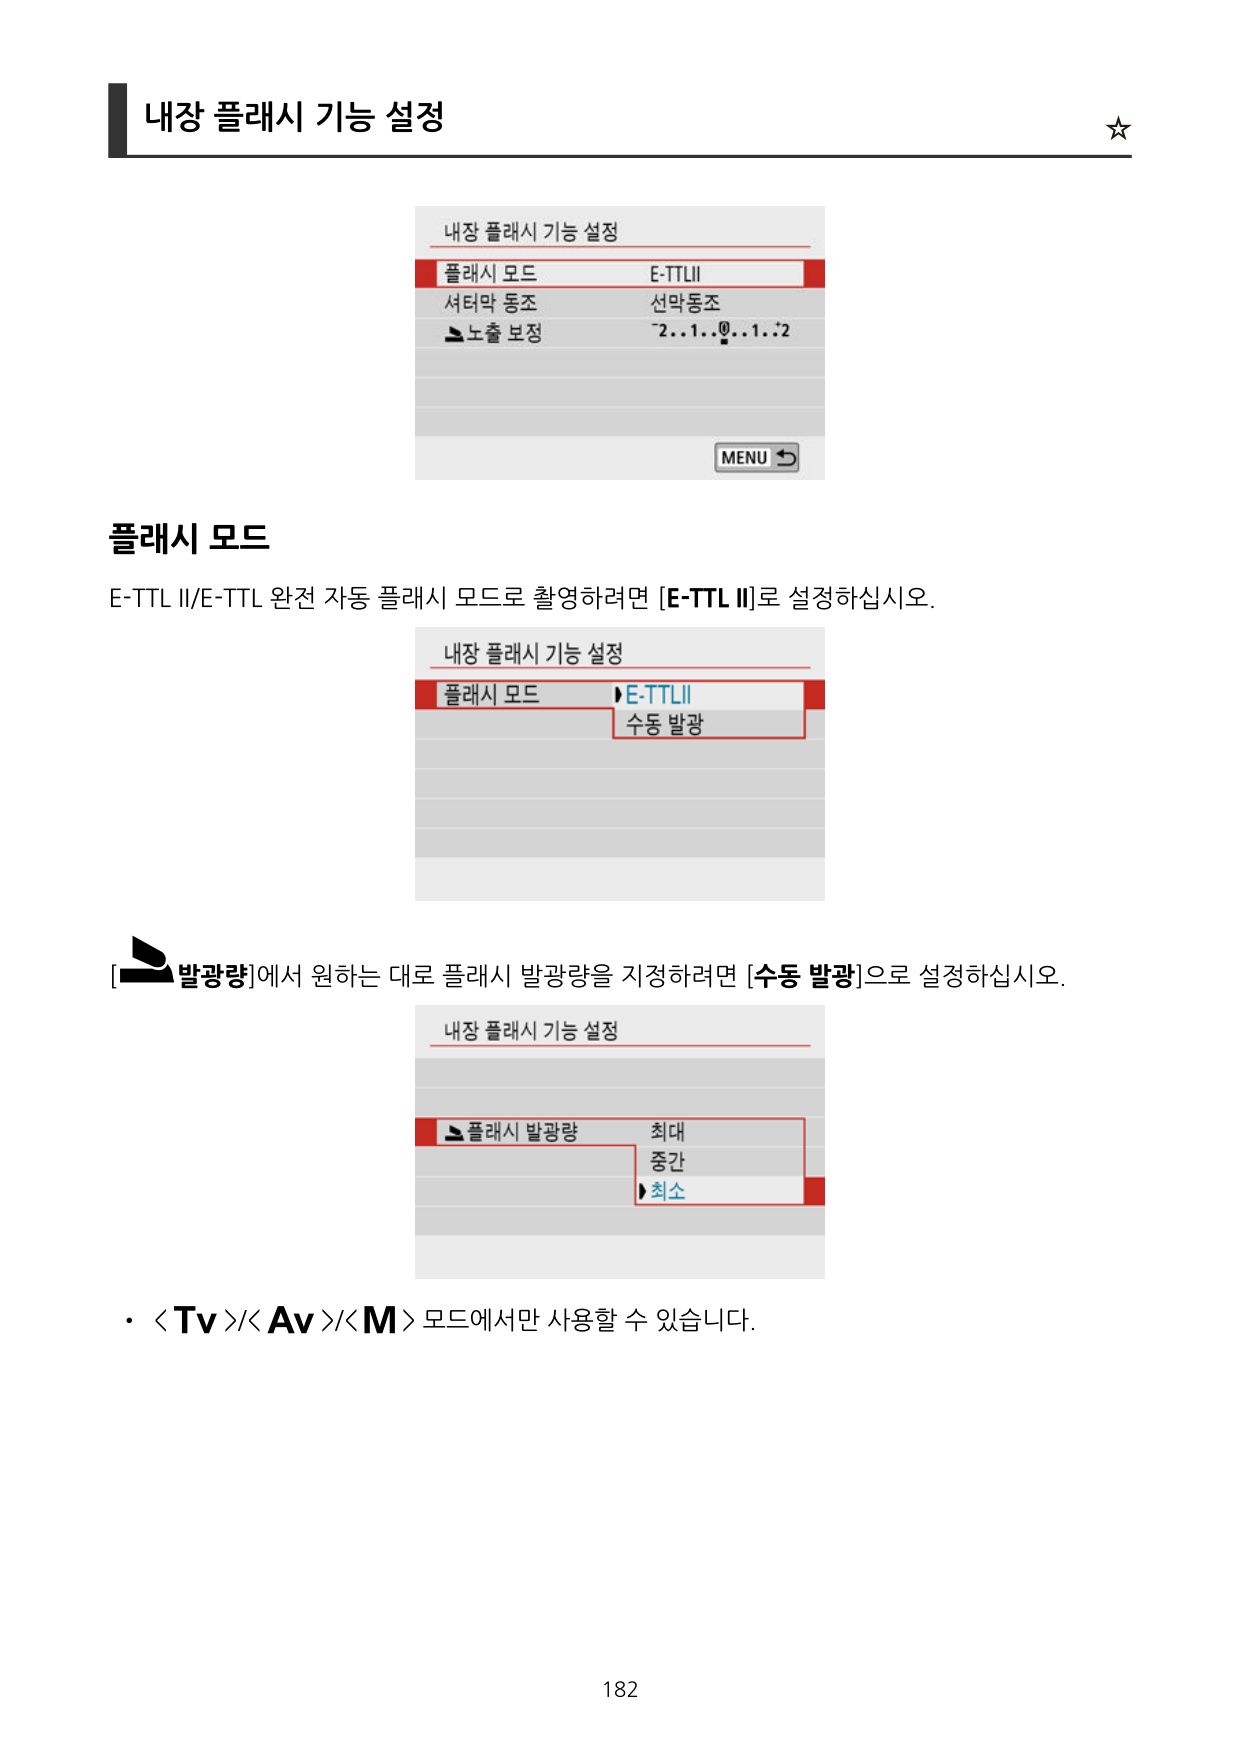 내장 플래시 기능 설정 ☆
내장 플래시 기능 설정
플래시 모드 E-TTLII
셔터막 동조 선막동조
노출 보정 ⁻2..1..0..1..⁺2
MENU
플래시 모드
E-TTL II/E-TTL 완전 자동 플래시 모드로 촬영하려면 [E-TTL II]로 설정하십시오.
내장 플래시 기능 설정
플래시 모드 E-TTLII
수동 발광
[발광량]에서 원하는 대로 플래시 발광량을 지정하려면 [수동 발광]으로 설정하십시오.
내장 플래시 기능 설정
플래시 발광량 최대
중간
최소
• <Tv>/<Av>/<M> 모드에서만 사용할 수 있습니다.
182